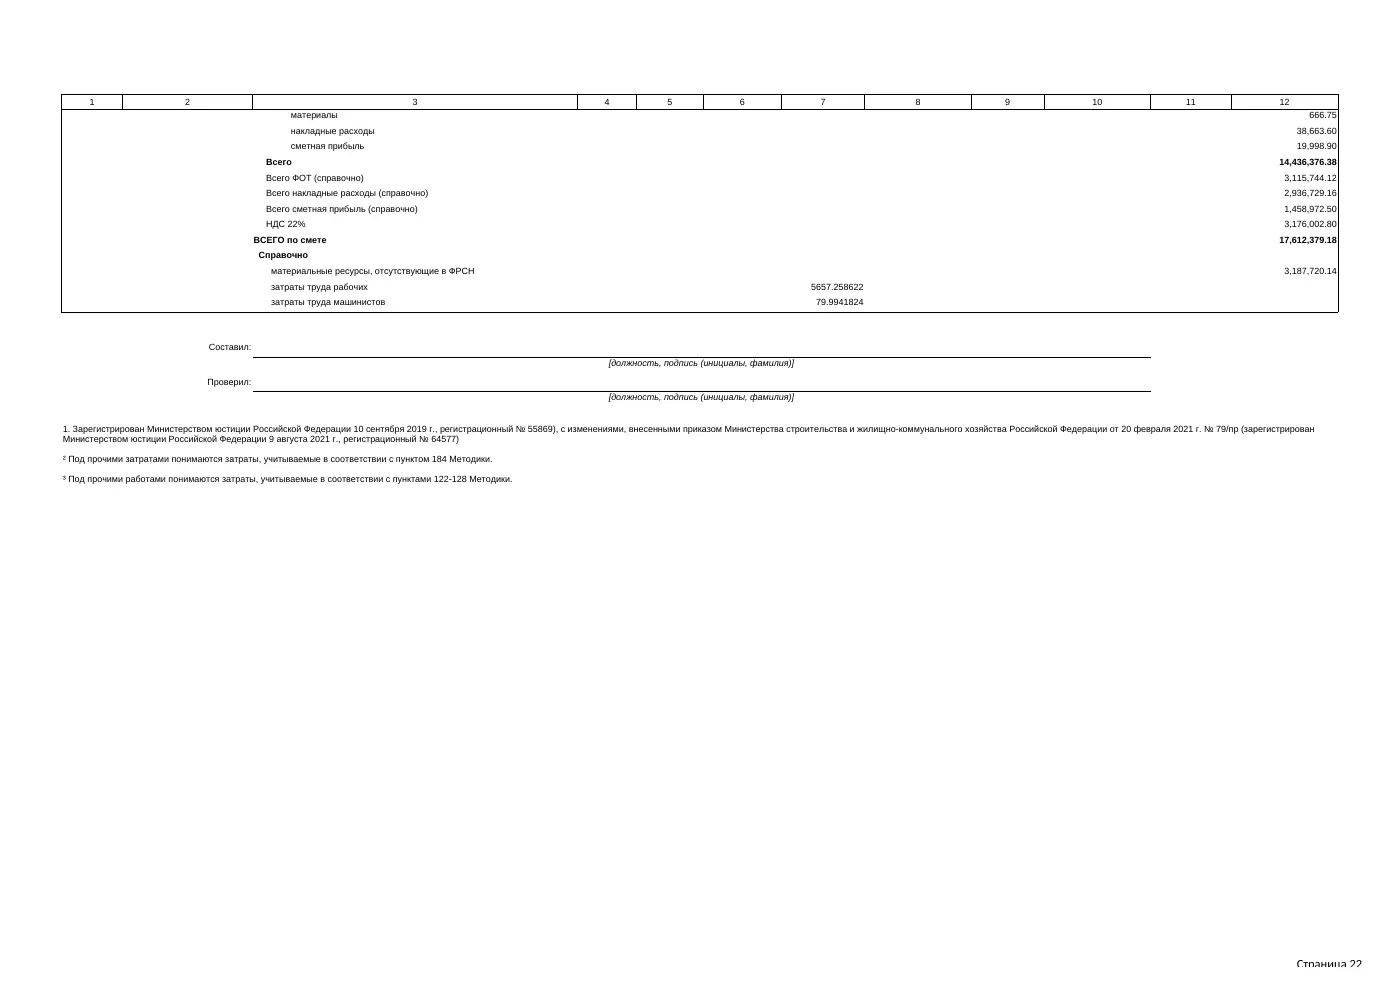 1 2 3 4 5 6 7 8 9 10 11 12
материалы 666.75
накладные расходы 38,663.60
сметная прибыль 19,998.90
Всего 14,436,376.38
Всего ФОТ (справочно) 3,115,744.12
Всего накладные расходы (справочно) 2,936,729.16
Всего сметная прибыль (справочно) 1,458,972.50
НДС 22% 3,176,002.80
ВСЕГО по смете 17,612,379.18
Справочно
материальные ресурсы, отсутствующие в ФРСН 3,187,720.14
затраты труда рабочих 5657.258622
затраты труда машинистов 79.9941824
Составил:
[должность, подпись (инициалы, фамилия)]
Проверил:
[должность, подпись (инициалы, фамилия)]
1. Зарегистрирован Министерством юстиции Российской Федерации 10 сентября 2019 г., регистрационный № 55869), с изменениями, внесенными приказом Министерства строительства и жилищно-коммунального хозяйства Российской Федерации от 20 февраля 2021 г. № 79/пр (зарегистрирован
Министерством юстиции Российской Федерации 9 августа 2021 г., регистрационный № 64577)
² Под прочими затратами понимаются затраты, учитываемые в соответствии с пунктом 184 Методики.
³ Под прочими работами понимаются затраты, учитываемые в соответствии с пунктами 122-128 Методики.
Страница 22